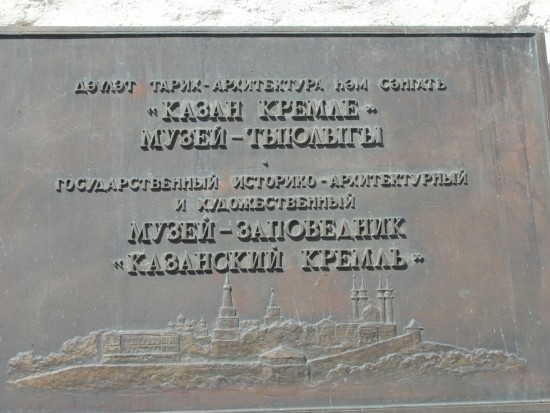 ДӘҮЛӘТ ТАРИХ-АРХИТЕКТУРА ҺӘМ СӘНГАТЬ
"КАЗАН КРЕМЛЕ"
МУЗЕЙ-ТЫЮЛЫГЫ
ГОСУДАРСТВЕННЫЙ ИСТОРИКО-АРХИТЕКТУРНЫЙ
И ХУДОЖЕСТВЕННЫЙ
МУЗЕЙ-ЗАПОВЕДНИК
"КАЗАНСКИЙ КРЕМЛЬ"